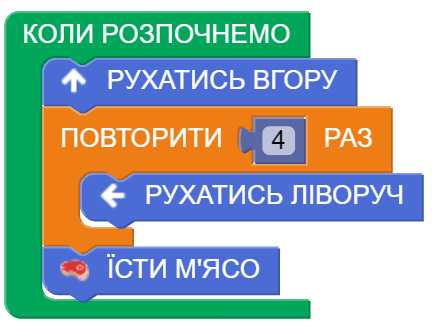 КОЛИ РОЗПОЧНЕМО
РУХАТИСЬ ВГОРУ
ПОВТОРИТИ 4 РАЗ
РУХАТИСЬ ЛІВОРУЧ
ЇСТИ М'ЯСО